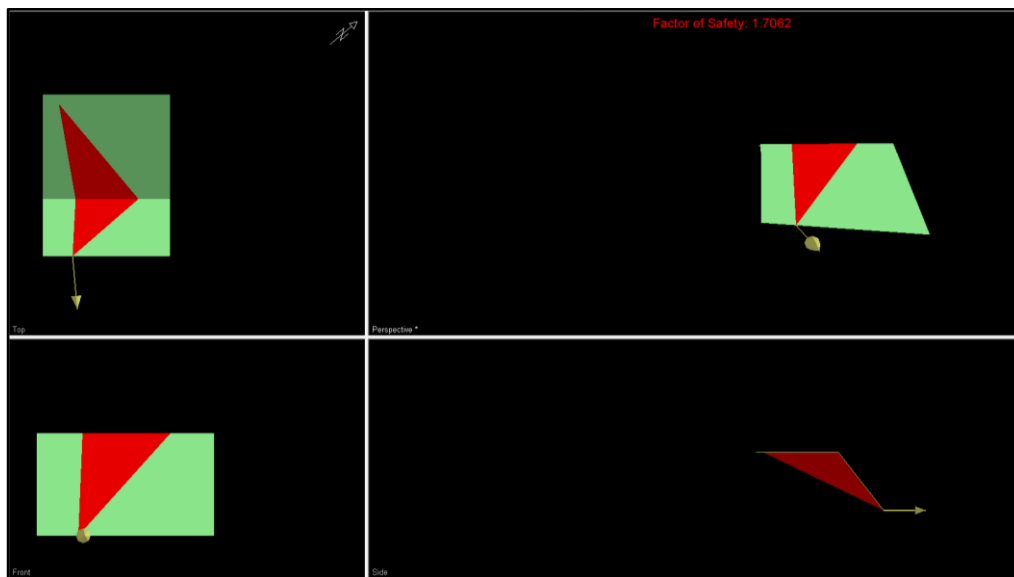 N
Factor of Safety: 1.7062
Top
Perspective *
Front
Side